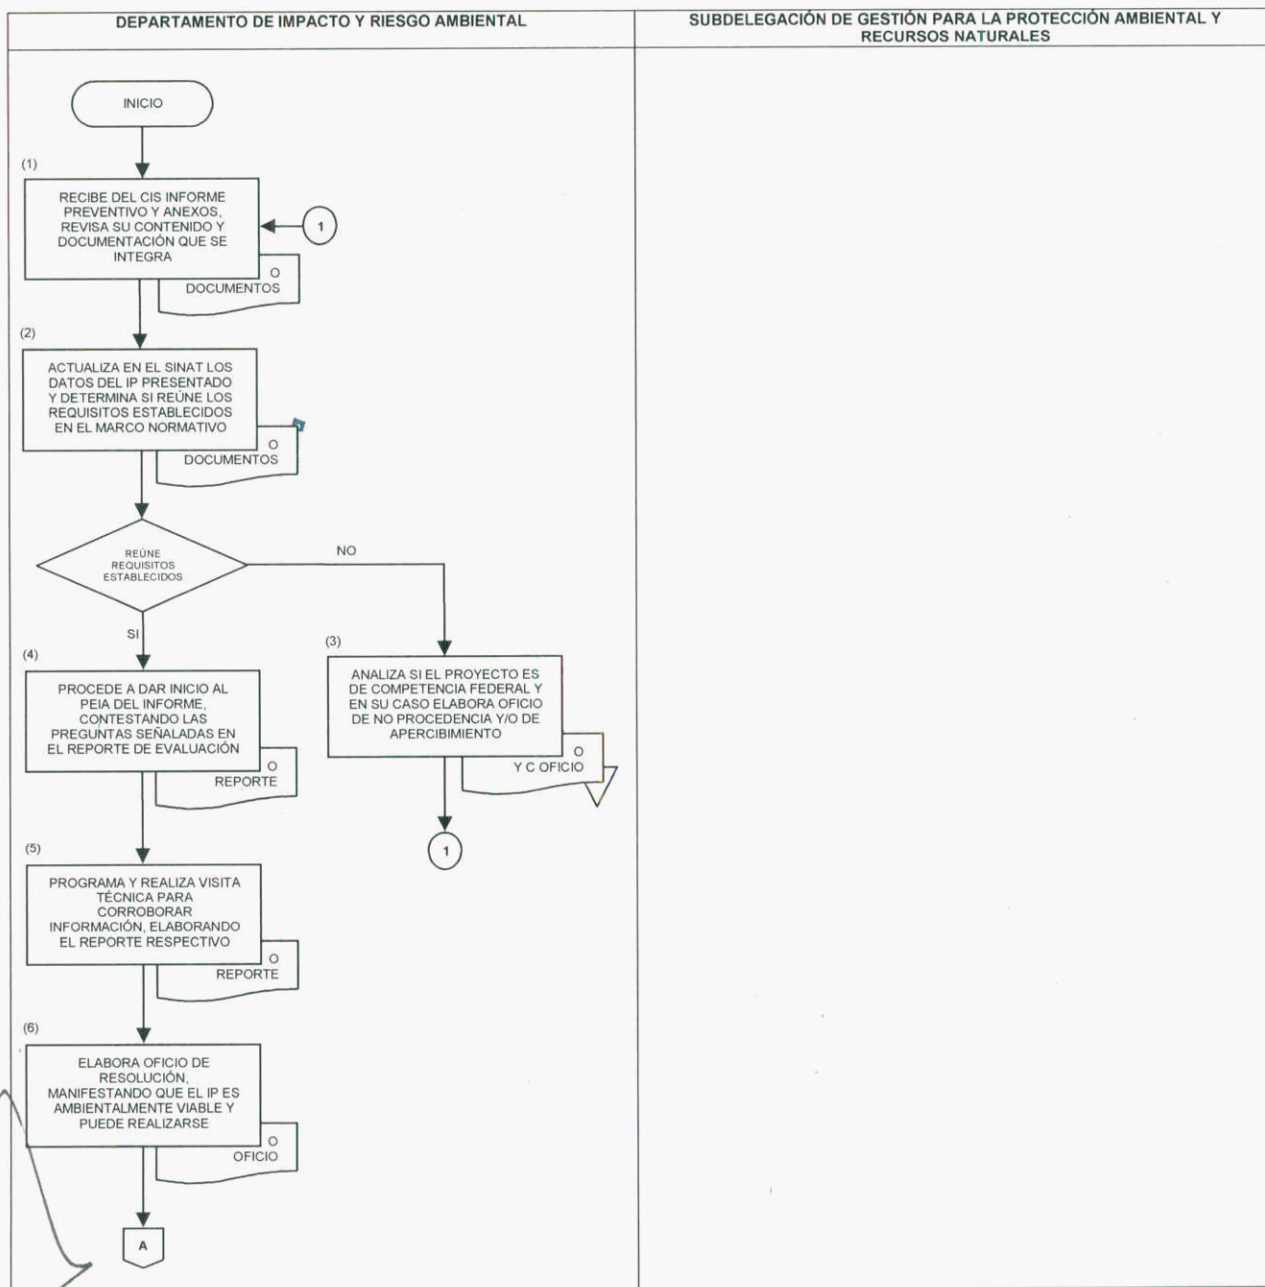 DEPARTAMENTO DE IMPACTO Y RIESGO AMBIENTAL
SUBDELEGACIÓN DE GESTIÓN PARA LA PROTECCIÓN AMBIENTAL Y
RECURSOS NATURALES
INICIO
(1)
RECIBE DEL CIS INFORME
PREVENTIVO Y ANEXOS,
REVISA SU CONTENIDO Y
DOCUMENTACIÓN QUE SE
INTEGRA
1
O
DOCUMENTOS
(2)
ACTUALIZA EN EL SINAT LOS
DATOS DEL IP PRESENTADO
Y DETERMINA SI REÚNE LOS
REQUISITOS ESTABLECIDOS
EN EL MARCO NORMATIVO
O
DOCUMENTOS
REÚNE
REQUISITOS
ESTABLECIDOS
NO
SI
(3)
ANALIZA SI EL PROYECTO ES
DE COMPETENCIA FEDERAL Y
EN SU CASO ELABORA OFICIO
DE NO PROCEDENCIA Y/O DE
APERCIBIMIENTO
O
Y C OFICIO
1
(4)
PROCEDE A DAR INICIO AL
PEIA DEL INFORME,
CONTESTANDO LAS
PREGUNTAS SEÑALADAS EN
EL REPORTE DE EVALUACIÓN
O
REPORTE
(5)
PROGRAMA Y REALIZA VISITA
TÉCNICA PARA
CORROBORAR
INFORMACIÓN, ELABORANDO
EL REPORTE RESPECTIVO
O
REPORTE
(6)
ELABORA OFICIO DE
RESOLUCIÓN,
MANIFESTANDO QUE EL IP ES
AMBIENTALMENTE VIABLE Y
PUEDE REALIZARSE
O
OFICIO
A